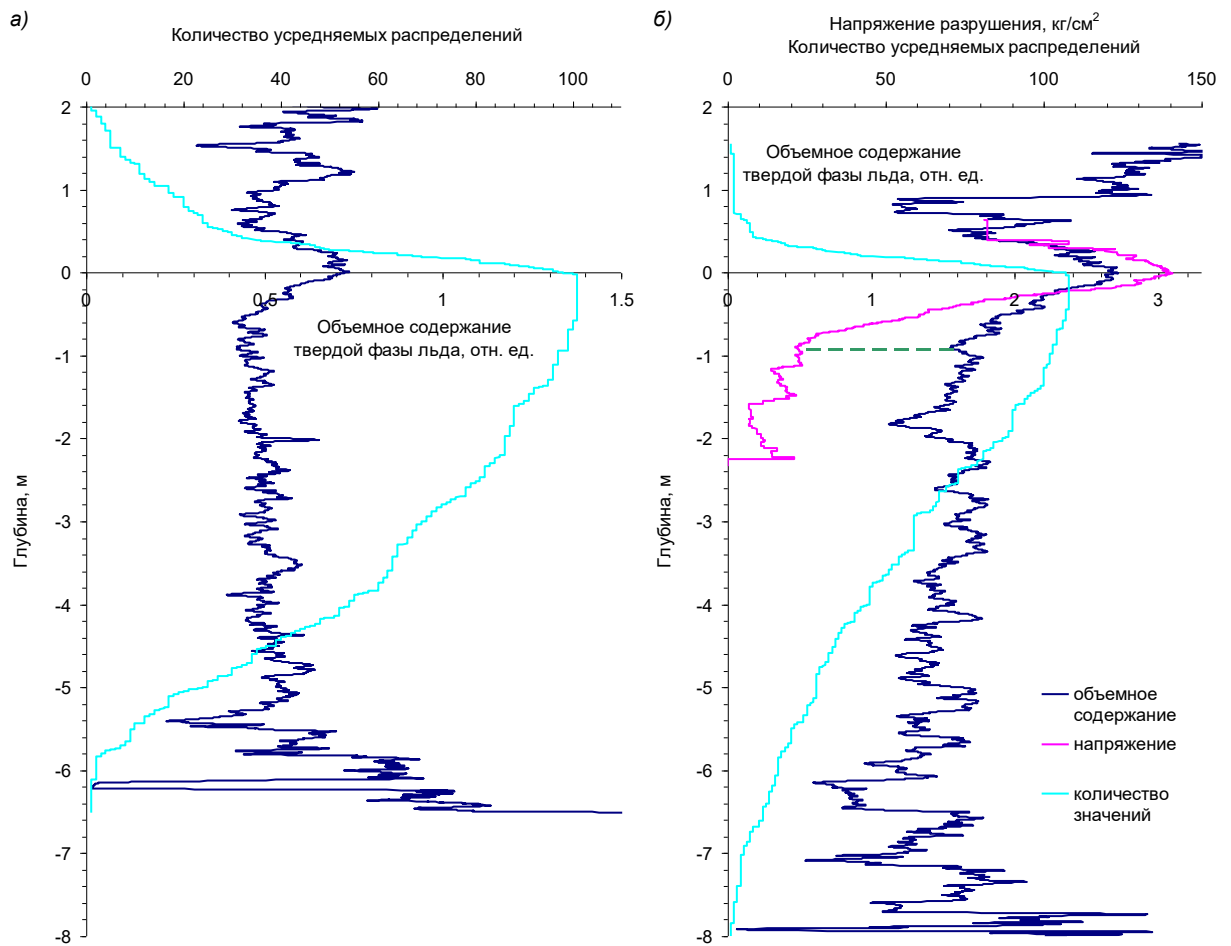 а)
Количество усредняемых распределений
0 20 40 60 80 100
2
1
0
-1
-2
-3
-4
-5
-6
-7
-8
Глубина, м
0 0.5 1 1.5
Объемное содержание
твердой фазы льда, отн. ед.
б)
Напряжение разрушения, кг/см²
Количество усредняемых распределений
0 50 100 150
2
1
0
-1
-2
-3
-4
-5
-6
-7
-8
Глубина, м
Объемное содержание
твердой фазы льда, отн. ед.
0 1 2 3
объемное
содержание
напряжение
количество
значений